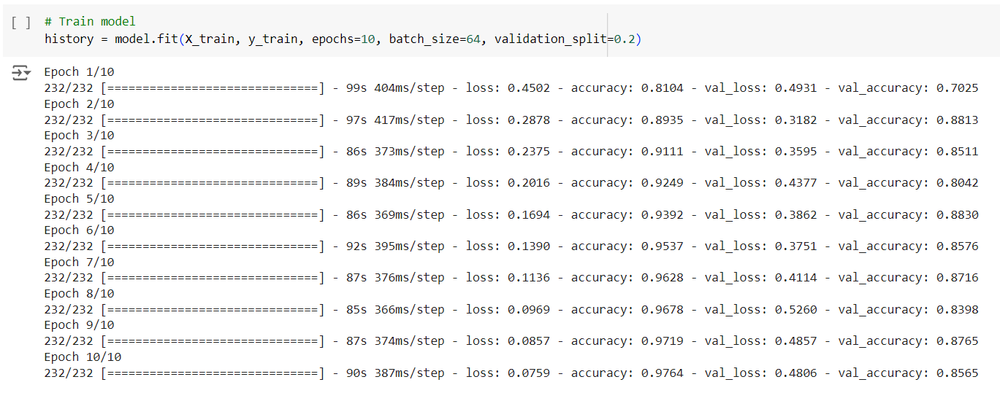 [ ] # Train model
history = model.fit(X_train, y_train, epochs=10, batch_size=64, validation_split=0.2)
Epoch 1/10
232/232 [==============================] - 99s 404ms/step - loss: 0.4502 - accuracy: 0.8104 - val_loss: 0.4931 - val_accuracy: 0.7025
Epoch 2/10
232/232 [==============================] - 97s 417ms/step - loss: 0.2878 - accuracy: 0.8935 - val_loss: 0.3182 - val_accuracy: 0.8813
Epoch 3/10
232/232 [==============================] - 86s 373ms/step - loss: 0.2375 - accuracy: 0.9111 - val_loss: 0.3595 - val_accuracy: 0.8511
Epoch 4/10
232/232 [==============================] - 89s 384ms/step - loss: 0.2016 - accuracy: 0.9249 - val_loss: 0.4377 - val_accuracy: 0.8042
Epoch 5/10
232/232 [==============================] - 86s 369ms/step - loss: 0.1694 - accuracy: 0.9392 - val_loss: 0.3862 - val_accuracy: 0.8830
Epoch 6/10
232/232 [==============================] - 92s 395ms/step - loss: 0.1390 - accuracy: 0.9537 - val_loss: 0.3751 - val_accuracy: 0.8576
Epoch 7/10
232/232 [==============================] - 87s 376ms/step - loss: 0.1136 - accuracy: 0.9628 - val_loss: 0.4114 - val_accuracy: 0.8716
Epoch 8/10
232/232 [==============================] - 85s 366ms/step - loss: 0.0969 - accuracy: 0.9678 - val_loss: 0.5260 - val_accuracy: 0.8398
Epoch 9/10
232/232 [==============================] - 87s 374ms/step - loss: 0.0857 - accuracy: 0.9719 - val_loss: 0.4857 - val_accuracy: 0.8765
Epoch 10/10
232/232 [==============================] - 90s 387ms/step - loss: 0.0759 - accuracy: 0.9764 - val_loss: 0.4806 - val_accuracy: 0.8565